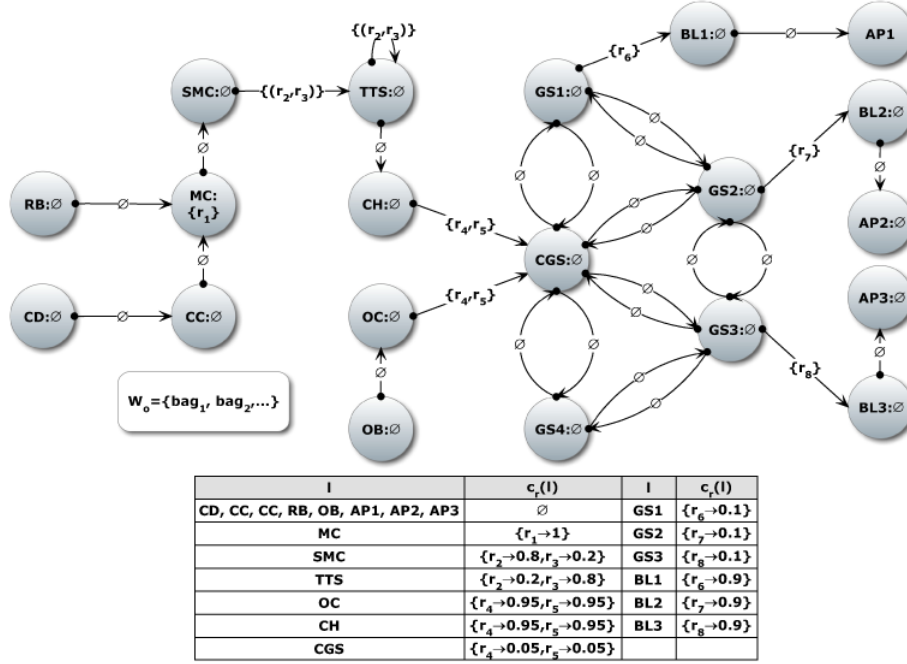 {(r₂,r₃)}
{r₆}
BL1:∅
∅
AP1
SMC:∅
{(r₂,r₃)}
TTS:∅
GS1:∅
BL2:∅
∅
∅
∅
∅
{r₇}
∅
RB:∅
∅
MC:
{r₁}
CH:∅
∅
∅
GS2:∅
AP2:∅
{r₄,r₅}
∅
∅
∅
CGS:∅
∅
∅
AP3:∅
CD:∅
∅
CC:∅
OC:∅
{r₄,r₅}
∅
∅
GS3:∅
∅
∅
∅
∅
{r₈}
Wₒ={bag₁, bag₂,...}
∅
OB:∅
GS4:∅
∅
BL3:∅
l cᵣ(l) l cᵣ(l)
CD, CC, CC, RB, OB, AP1, AP2, AP3 ∅ GS1 {r₆→0.1}
MC {r₁→1} GS2 {r₇→0.1}
SMC {r₂→0.8,r₃→0.2} GS3 {r₈→0.1}
TTS {r₂→0.2,r₃→0.8} BL1 {r₆→0.9}
OC {r₄→0.95,r₅→0.95} BL2 {r₇→0.9}
CH {r₄→0.95,r₅→0.95} BL3 {r₈→0.9}
CGS {r₄→0.05,r₅→0.05}